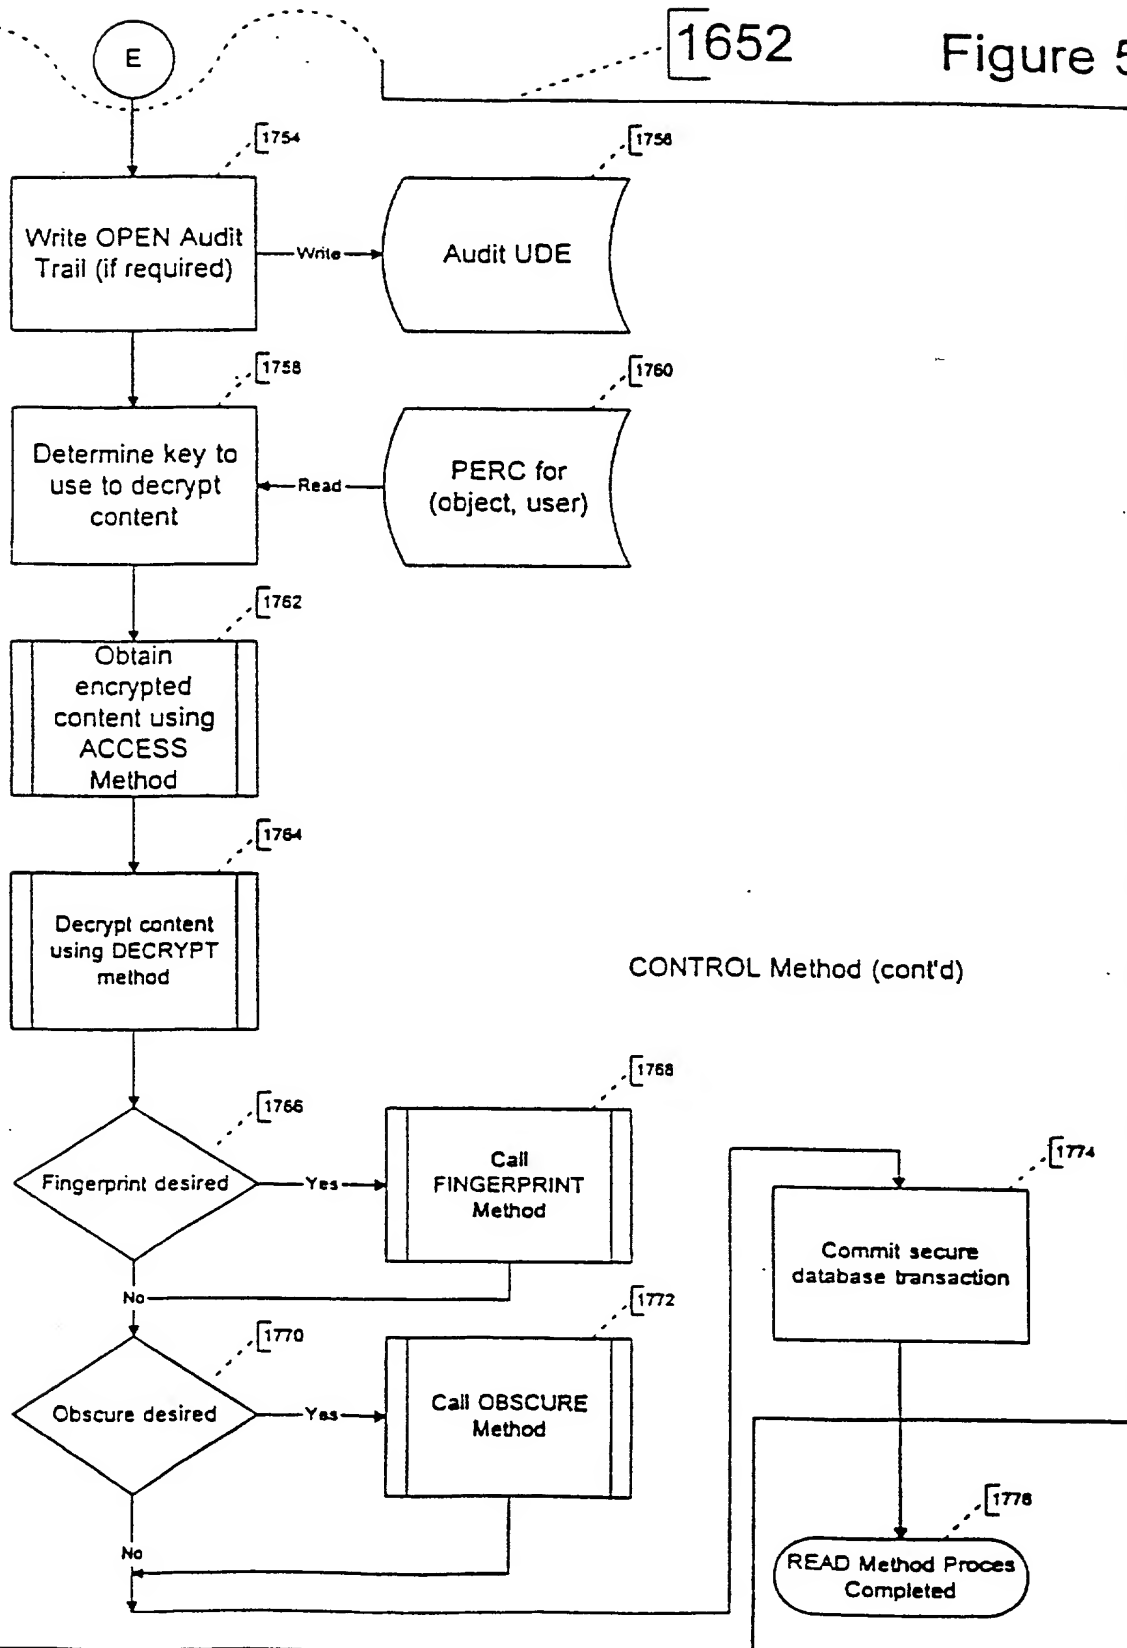 E
1652
Figure 5
1754
1756
Write OPEN Audit
Trail (if required)
Write
Audit UDE
1758
1760
Determine key to
use to decrypt
content
Read
PERC for
(object, user)
1762
Obtain
encrypted
content using
ACCESS
Method
1764
Decrypt content
using DECRYPT
method
CONTROL Method (cont'd)
1766
1768
Fingerprint desired
Yes
Call
FINGERPRINT
Method
1774
Commit secure
database transaction
No
1770
1772
Obscure desired
Yes
Call OBSCURE
Method
1776
No
READ Method Proces
Completed